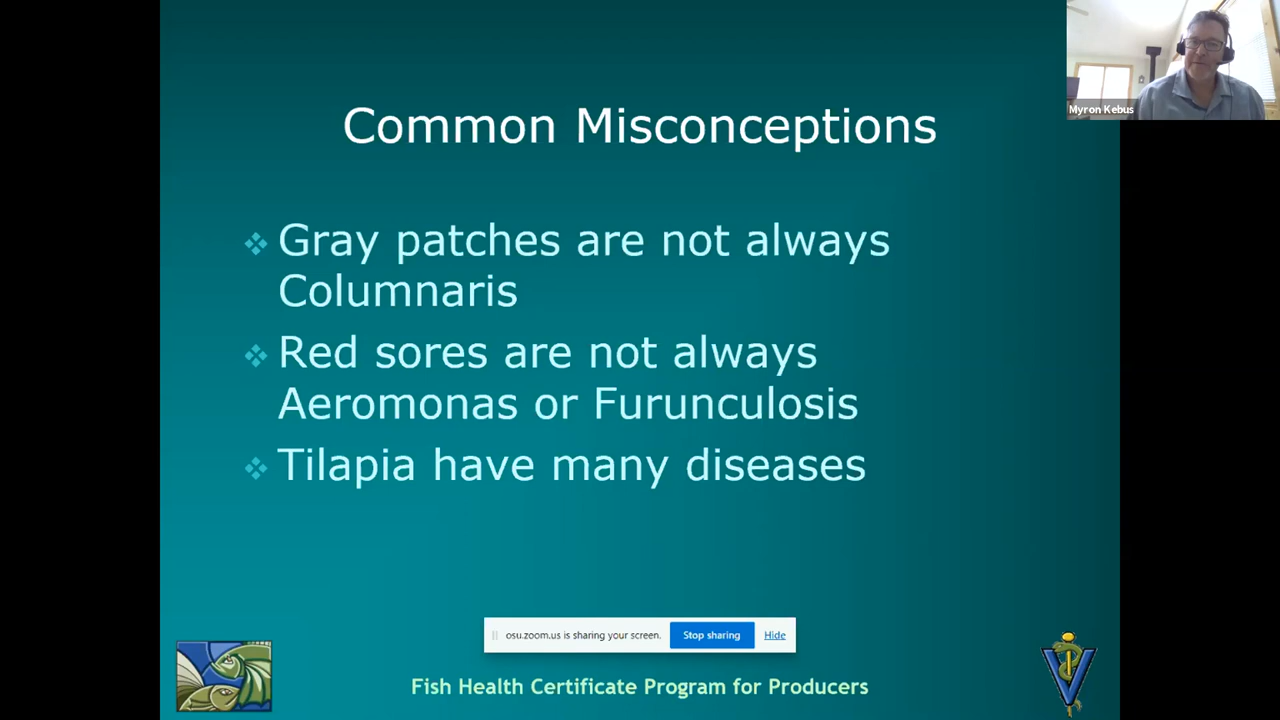 Myron Kebus
Common Misconceptions
Gray patches are not always
Columnaris
Red sores are not always
Aeromonas or Furunculosis
Tilapia have many diseases
osu.zoom.us is sharing your screen. Stop sharing Hide
Fish Health Certificate Program for Producers
V